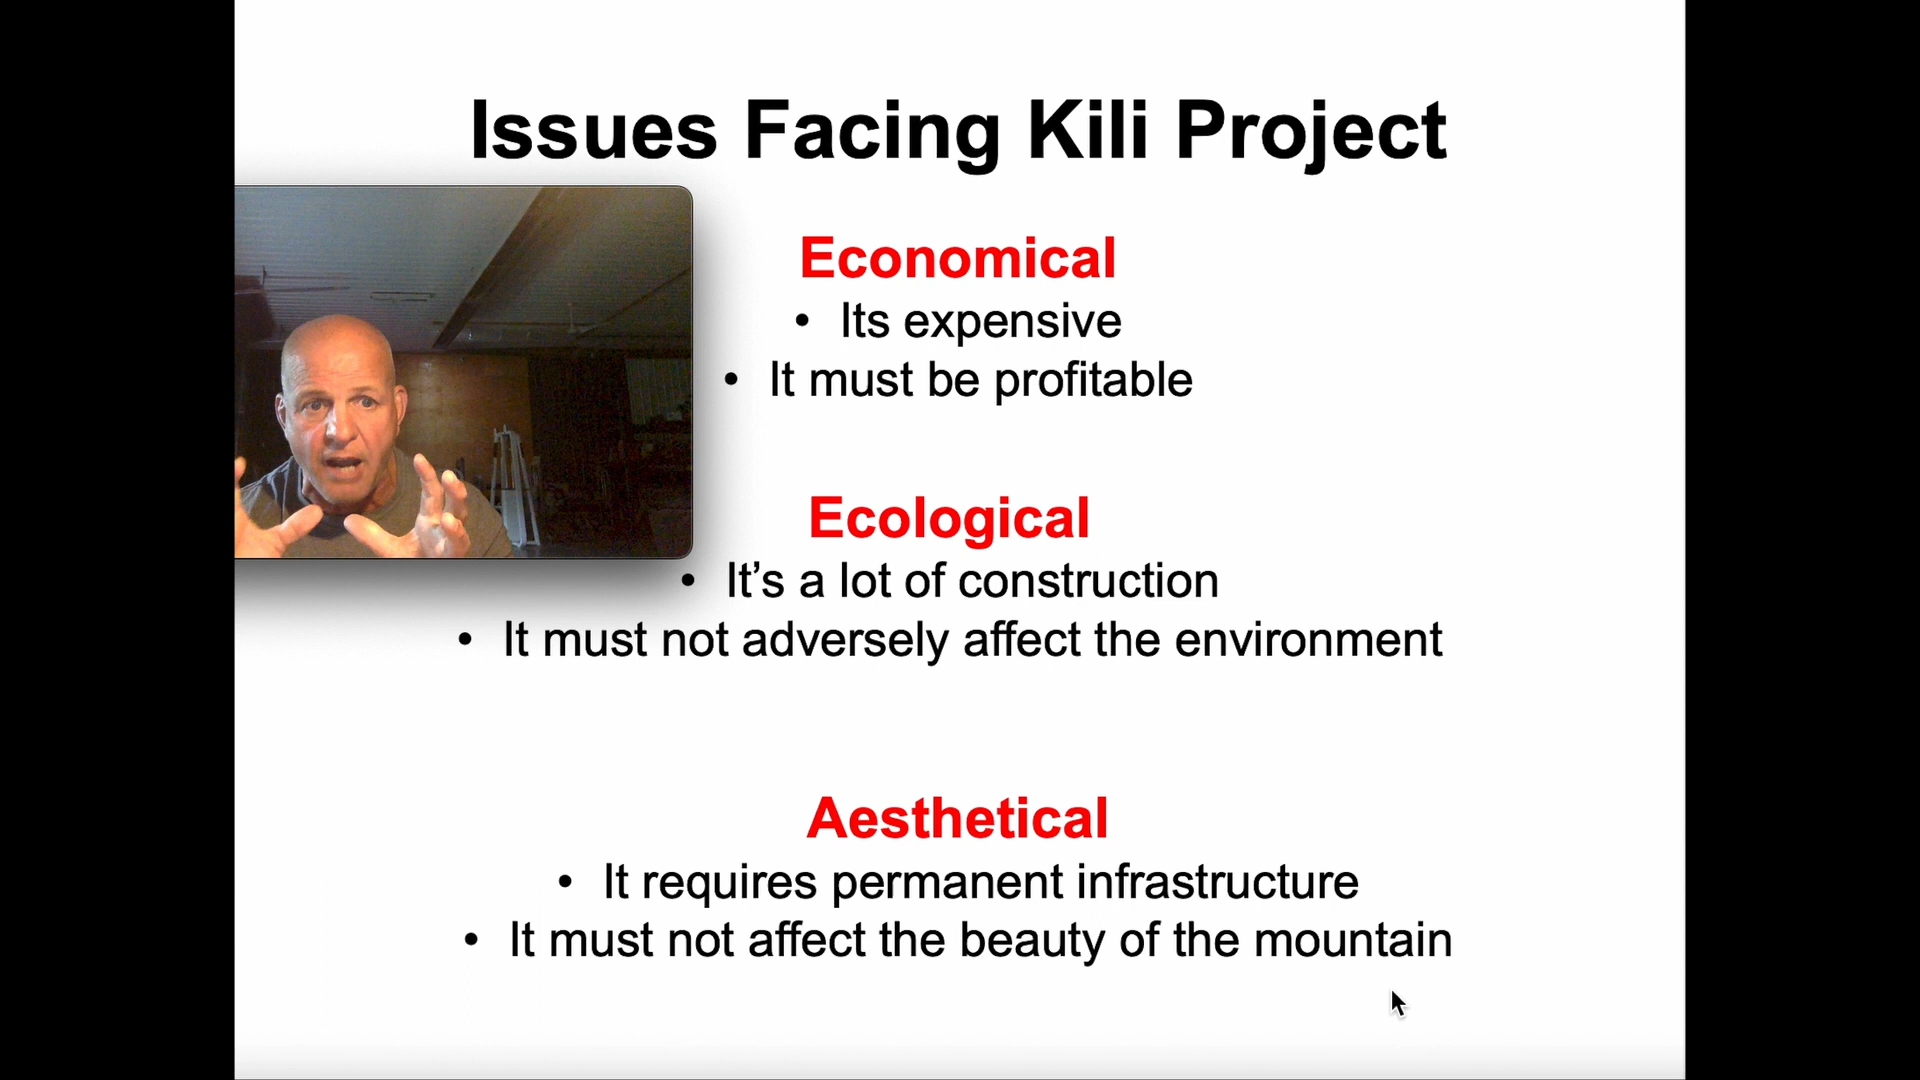 Issues Facing Kili Project
Economical
• Its expensive
• It must be profitable
Ecological
• It’s a lot of construction
• It must not adversely affect the environment
Aesthetical
• It requires permanent infrastructure
• It must not affect the beauty of the mountain